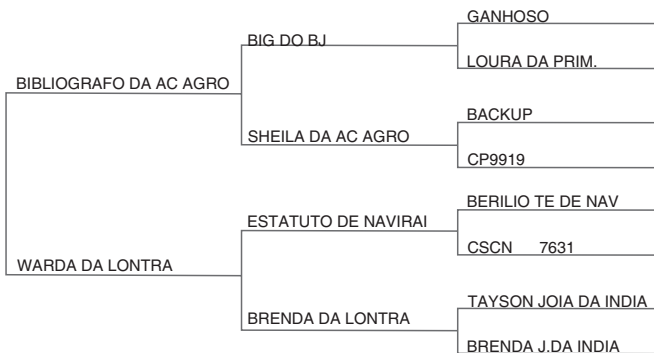 GANHOSO
BIG DO BJ
LOURA DA PRIM.
BIBLIOGRAFO DA AC AGRO
BACKUP
SHEILA DA AC AGRO
CP9919
BERILIO TE DE NAV
ESTATUTO DE NAVIRAI
CSCN 7631
WARDA DA LONTRA
TAYSON JOIA DA INDIA
BRENDA DA LONTRA
BRENDA J.DA INDIA